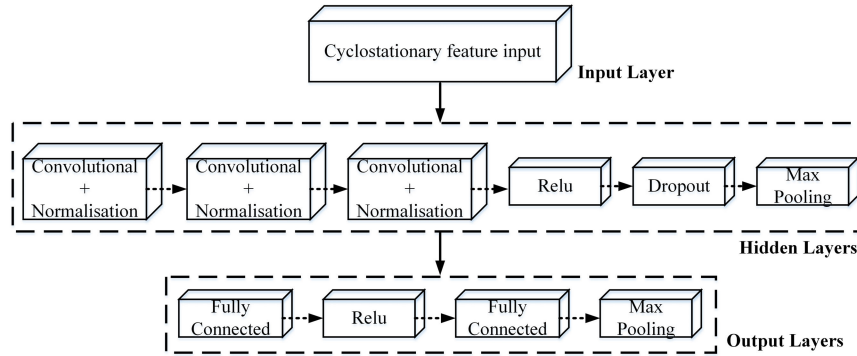 Cyclostationary feature input
Input Layer
Convolutional
+
Normalisation
Convolutional
+
Normalisation
Convolutional
+
Normalisation
Relu
Dropout
Max
Pooling
Hidden Layers
Fully
Connected
Relu
Fully
Connected
Max
Pooling
Output Layers